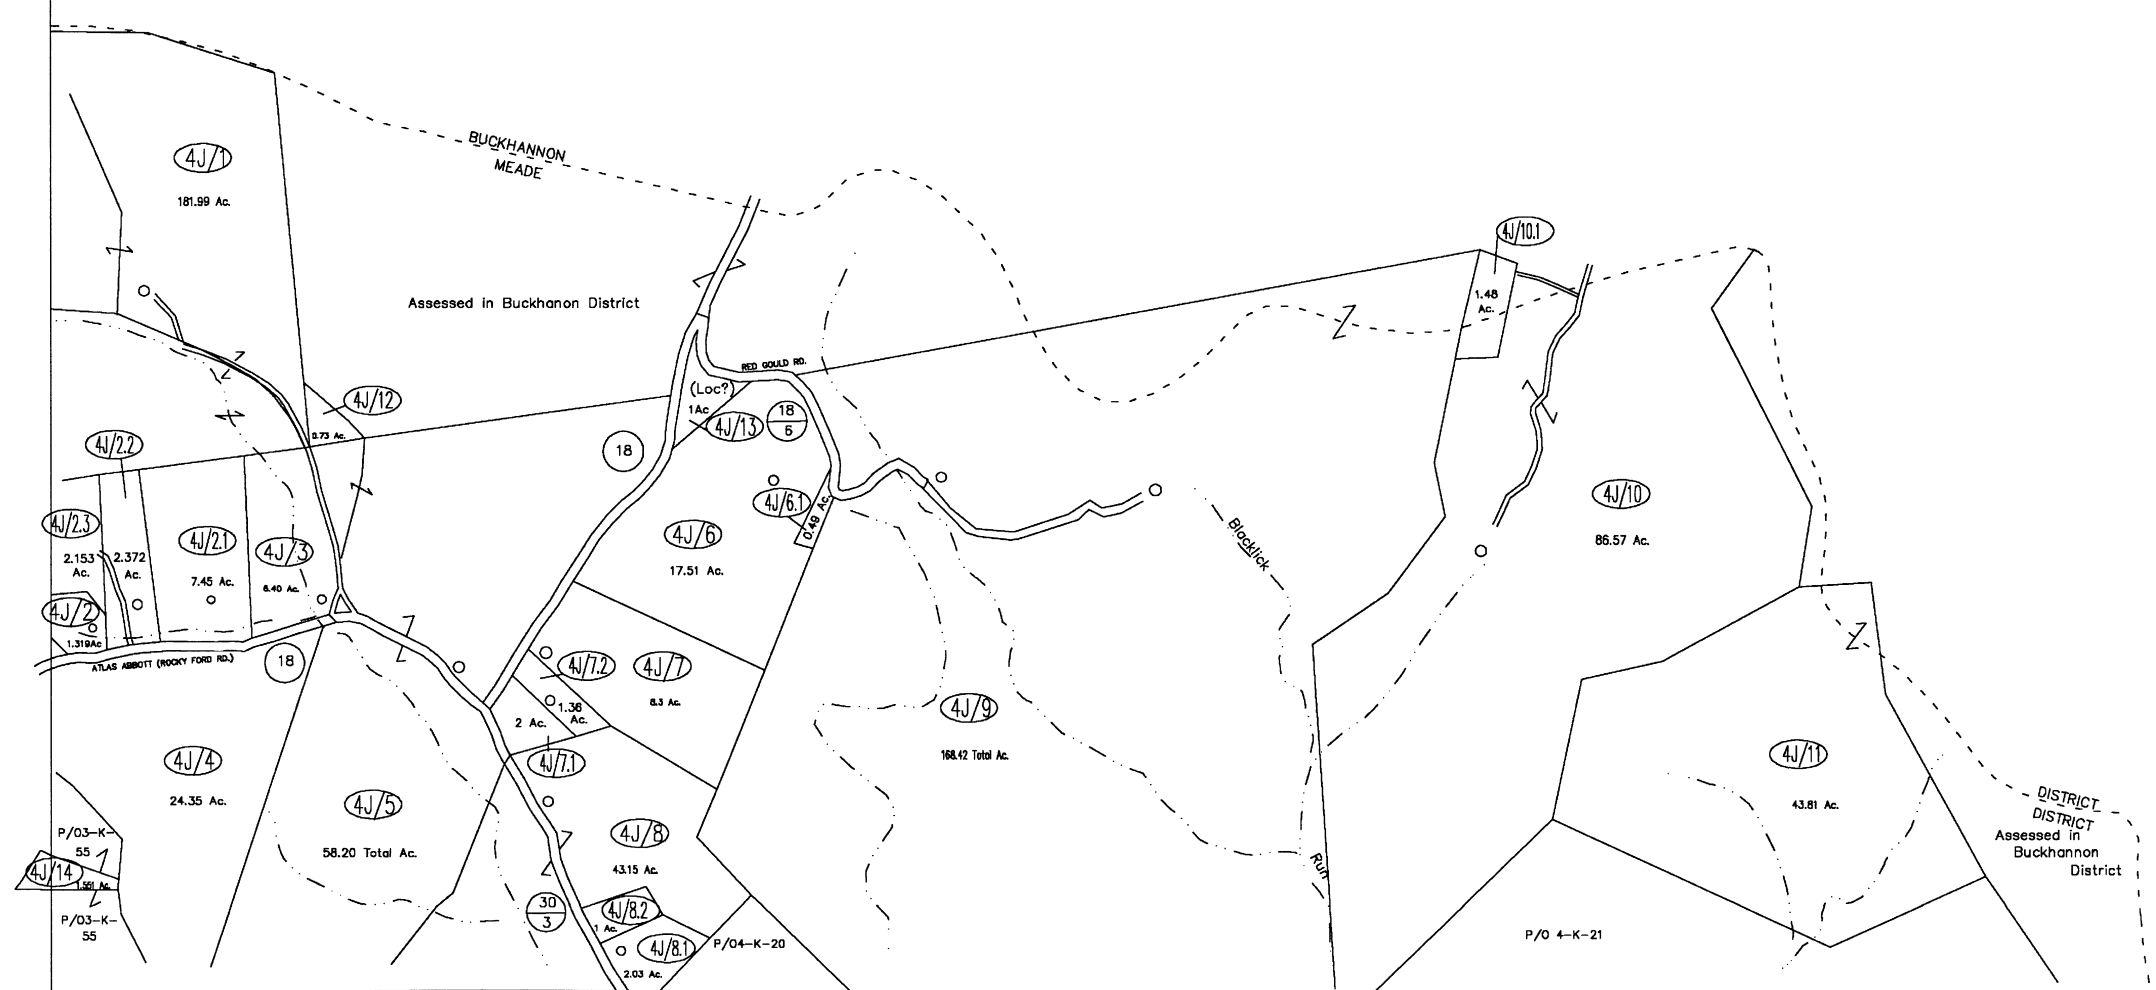 BUCKHANNON
MEADE
4J/1
181.99 Ac.
4J/10.1
1.48
Ac.
Assessed in Buckhanon District
RED GOULD RD.
(Loc?)
1Ac
4J/13
18
6
4J/12
0.73 Ac.
18
4J/2.2
4J/2.3
2.153
Ac.
2.372
Ac.
4J/2.1
7.45 Ac.
4J/3
6.40 Ac.
4J/2
1.319Ac
ATLAS ABBOTT (ROCKY FORD RD.)
18
4J/6.1
0.49 Ac.
4J/6
17.51 Ac.
Blacklick
Run
4J/10
86.57 Ac.
4J/7.2
1.36
Ac.
4J/7
8.3 Ac.
2 Ac.
4J/7.1
4J/9
168.42 Total Ac.
4J/4
24.35 Ac.
4J/5
58.20 Total Ac.
4J/11
43.81 Ac.
DISTRICT
DISTRICT
Assessed in
Buckhannon
District
P/03-K-
55
4J/14
1.551 Ac.
P/03-K-
55
4J/8
43.15 Ac.
30
3
4J/8.2
1 Ac.
4J/8.1
2.03 Ac.
P/04-K-20
P/O 4-K-21